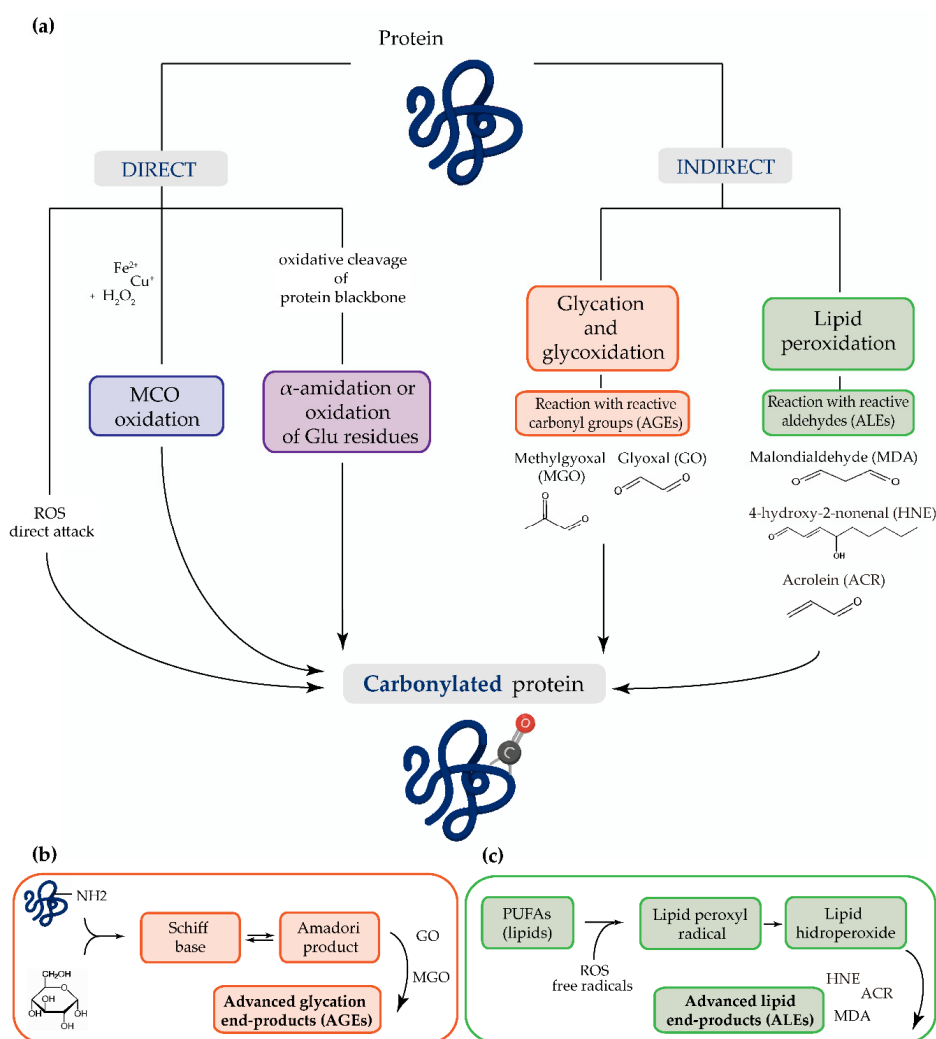 (a)
Protein
DIRECT
INDIRECT
Fe2+
Cu+
+ H2O2
oxidative cleavage
of
protein blackbone
Glycation
and
glycoxidation
Lipid
peroxidation
MCO
oxidation
α-amidation or
oxidation
of Glu residues
Reaction with reactive
carbonyl groups (AGEs)
Reaction with reactive
aldehydes (ALEs)
Methylgyoxal
(MGO)
O
O
Glyoxal (GO)
O
O
Malondialdehyde (MDA)
O
O
4-hydroxy-2-nonenal (HNE)
O
OH
Acrolein (ACR)
O
ROS
direct attack
Carbonylated protein
O
C
(b)
NH2
CH2OH
O
OH
OH
OH
OH
Schiff
base
Amadori
product
GO
MGO
Advanced glycation
end-products (AGEs)
(c)
PUFAs
(lipids)
ROS
free radicals
Lipid peroxyl
radical
Lipid
hidroperoxide
HNE
ACR
MDA
Advanced lipid
end-products (ALEs)